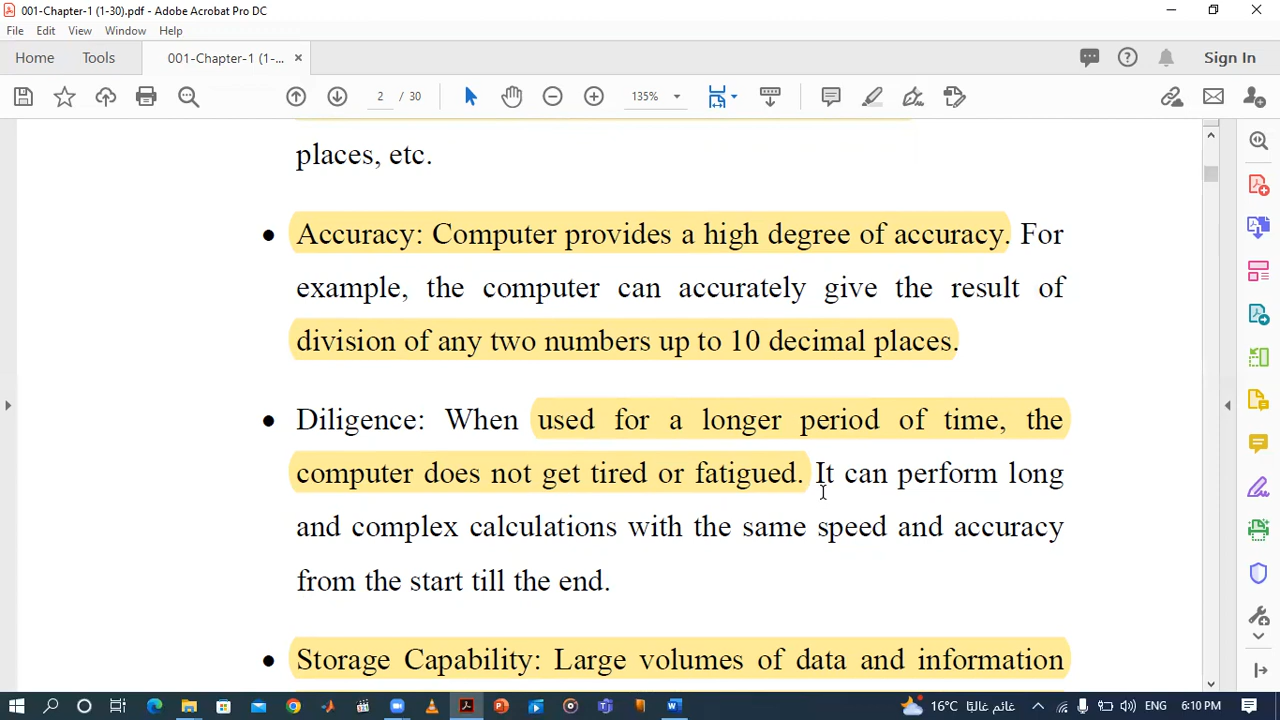 001-Chapter-1 (1-30).pdf - Adobe Acrobat Pro DC
File Edit View Window Help
Home Tools 001-Chapter-1 (1-... × Sign In
2 / 30 135%
places, etc.
• Accuracy: Computer provides a high degree of accuracy. For
example, the computer can accurately give the result of
division of any two numbers up to 10 decimal places.
• Diligence: When used for a longer period of time, the
computer does not get tired or fatigued. It can perform long
and complex calculations with the same speed and accuracy
from the start till the end.
• Storage Capability: Large volumes of data and information
16°C غائم غالبًا ENG 6:10 PM